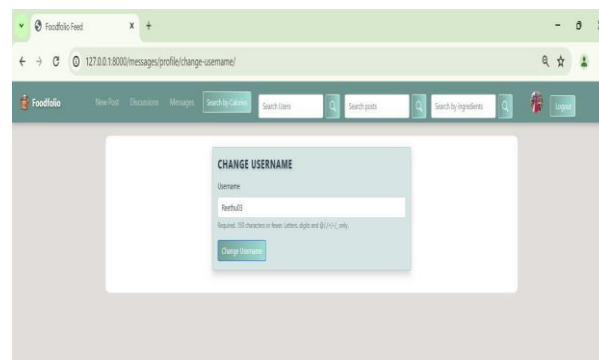 Foodfolio Feed
127.0.0.1:8000/messages/profile/change-username/
Foodfolio New Post Discussions Messages Search by Calories Search Users Search posts Search by ingredients Logout
CHANGE USERNAME
Username
Reethu03
Required. 150 characters or fewer. Letters, digits and @/./+/-/_ only.
Change Username